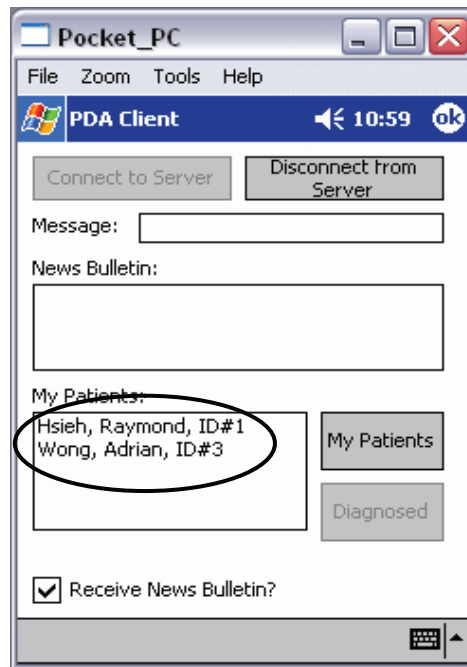 Pocket_PC
File Zoom Tools Help
PDA Client 10:59 ok
Connect to Server
Disconnect from
Server
Message:
News Bulletin:
My Patients:
Hsieh, Raymond, ID#1
Wong, Adrian, ID#3
My Patients
Diagnosed
Receive News Bulletin?